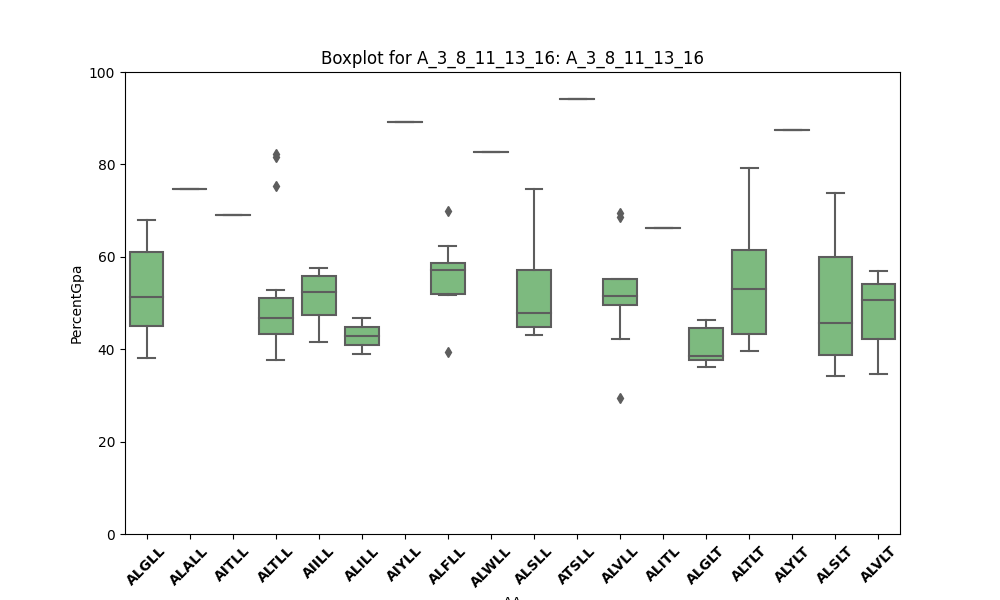 Boxplot for A_3_8_11_13_16: A_3_8_11_13_16
100
80
60
40
20
0
PercentGpa
ALGLL ALALL AITLL ALTLL AIILL ALILL AIYLL ALFLL ALWLL ALSLL ATSLL ALVLL ALITL ALGLT ALTLT ALYLT ALSLT ALVLT